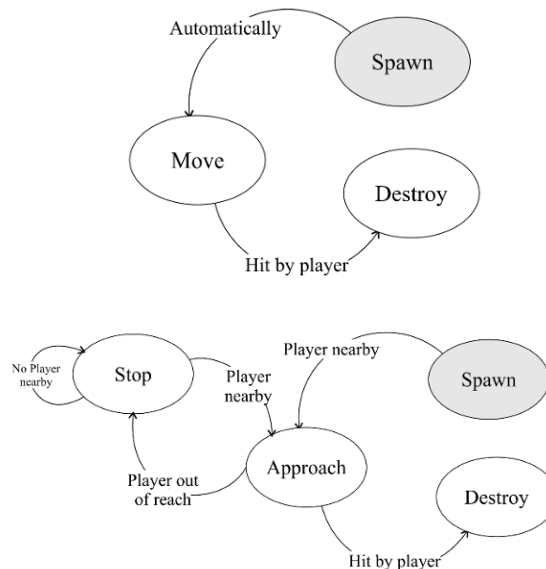 Automatically
Spawn
Move
Destroy
Hit by player
No Player
nearby
Stop
Player
nearby
Player nearby
Spawn
Approach
Player out
of reach
Destroy
Hit by player